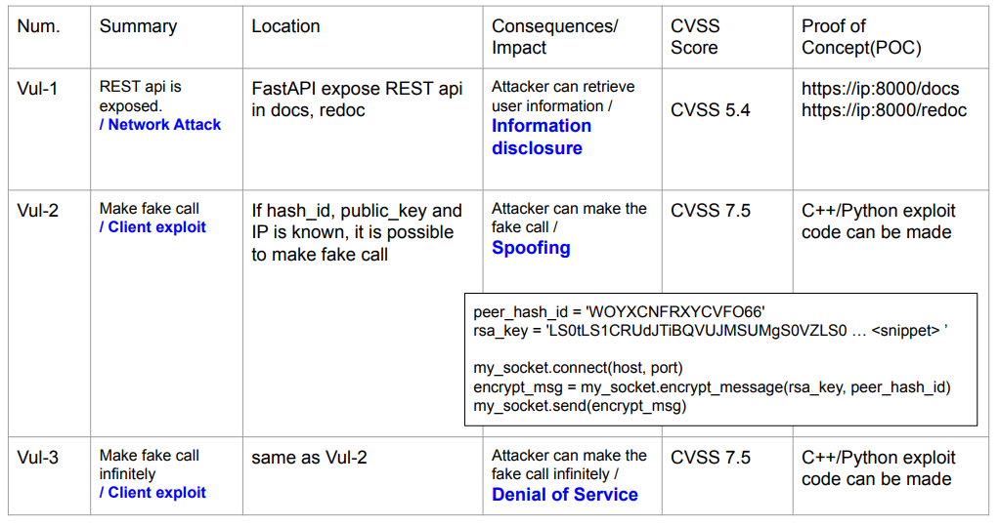 Num.
Summary
Location
Consequences/
Impact
CVSS
Score
Proof of
Concept(POC)
Vul-1
REST api is
exposed.
/ Network Attack
FastAPI expose REST api
in docs, redoc
Attacker can retrieve
user information /
Information
disclosure
CVSS 5.4
https://ip:8000/docs
https://ip:8000/redoc
Vul-2
Make fake call
/ Client exploit
If hash_id, public_key and
IP is known, it is possible
to make fake call
Attacker can make the
fake call /
Spoofing
CVSS 7.5
C++/Python exploit
code can be made
peer_hash_id = 'WOYXCNFRXYCVFO66'
rsa_key = 'LS0tLS1CRUdJTiBQVUJMSUMgS0VZLS0 … <snippet> ’
my_socket.connect(host, port)
encrypt_msg = my_socket.encrypt_message(rsa_key, peer_hash_id)
my_socket.send(encrypt_msg)
Vul-3
Make fake call
infinitely
/ Client exploit
same as Vul-2
Attacker can make the
fake call infinitely /
Denial of Service
CVSS 7.5
C++/Python exploit
code can be made